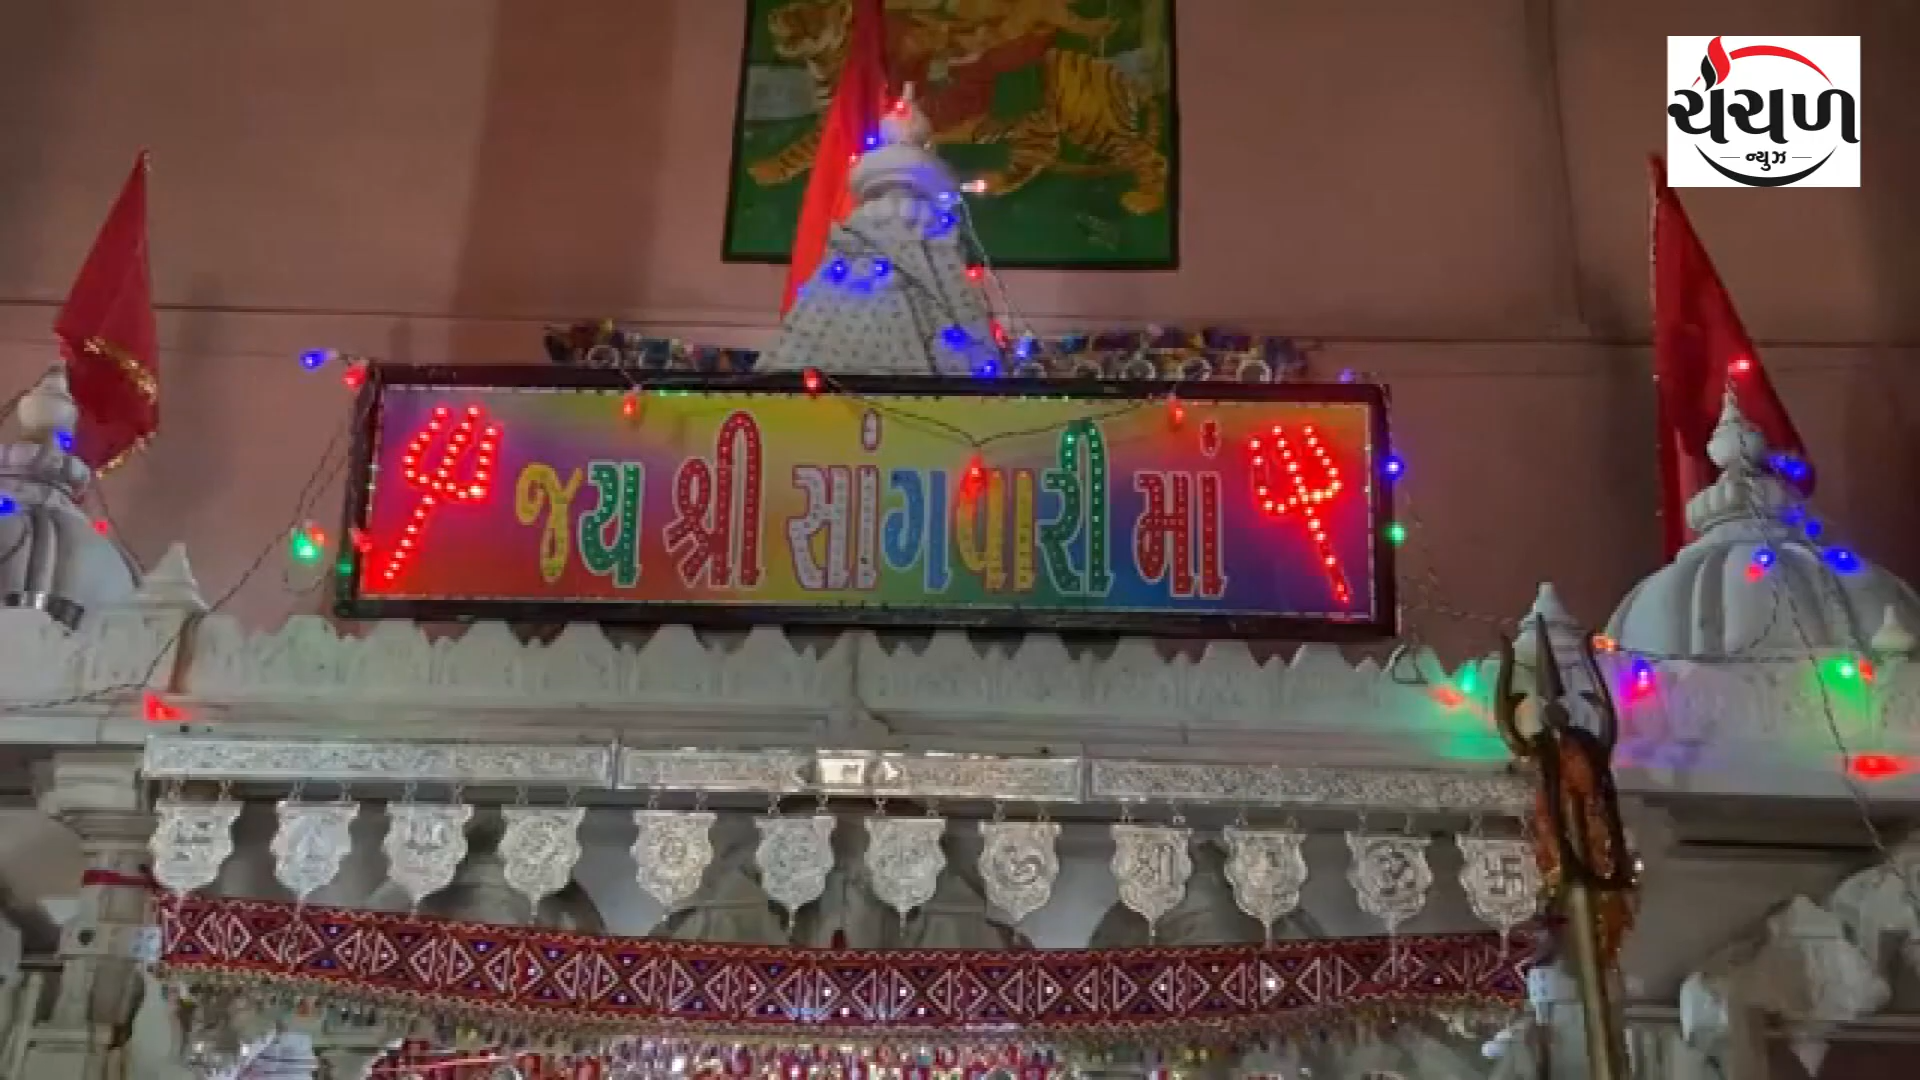 ચંચળ
ન્યુઝ
જય શ્રી સાંગવારી માં
શ્રી
ૐ